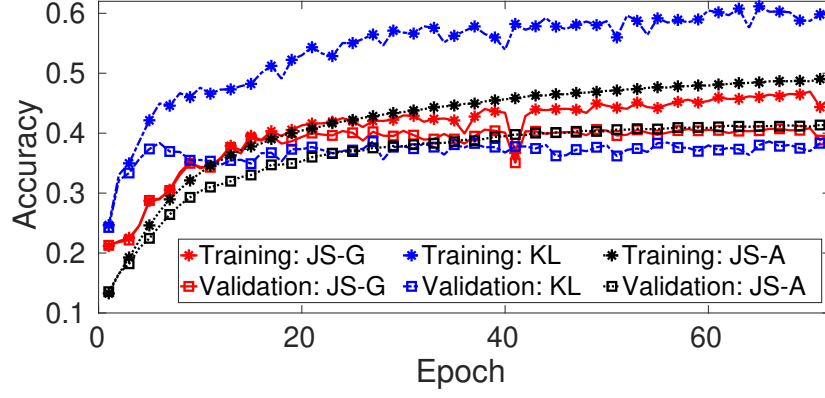 0.6
0.5
0.4
0.3
0.2
0.1
Accuracy
Training: JS-G Training: KL Training: JS-A
Validation: JS-G Validation: KL Validation: JS-A
0 20 40 60
Epoch